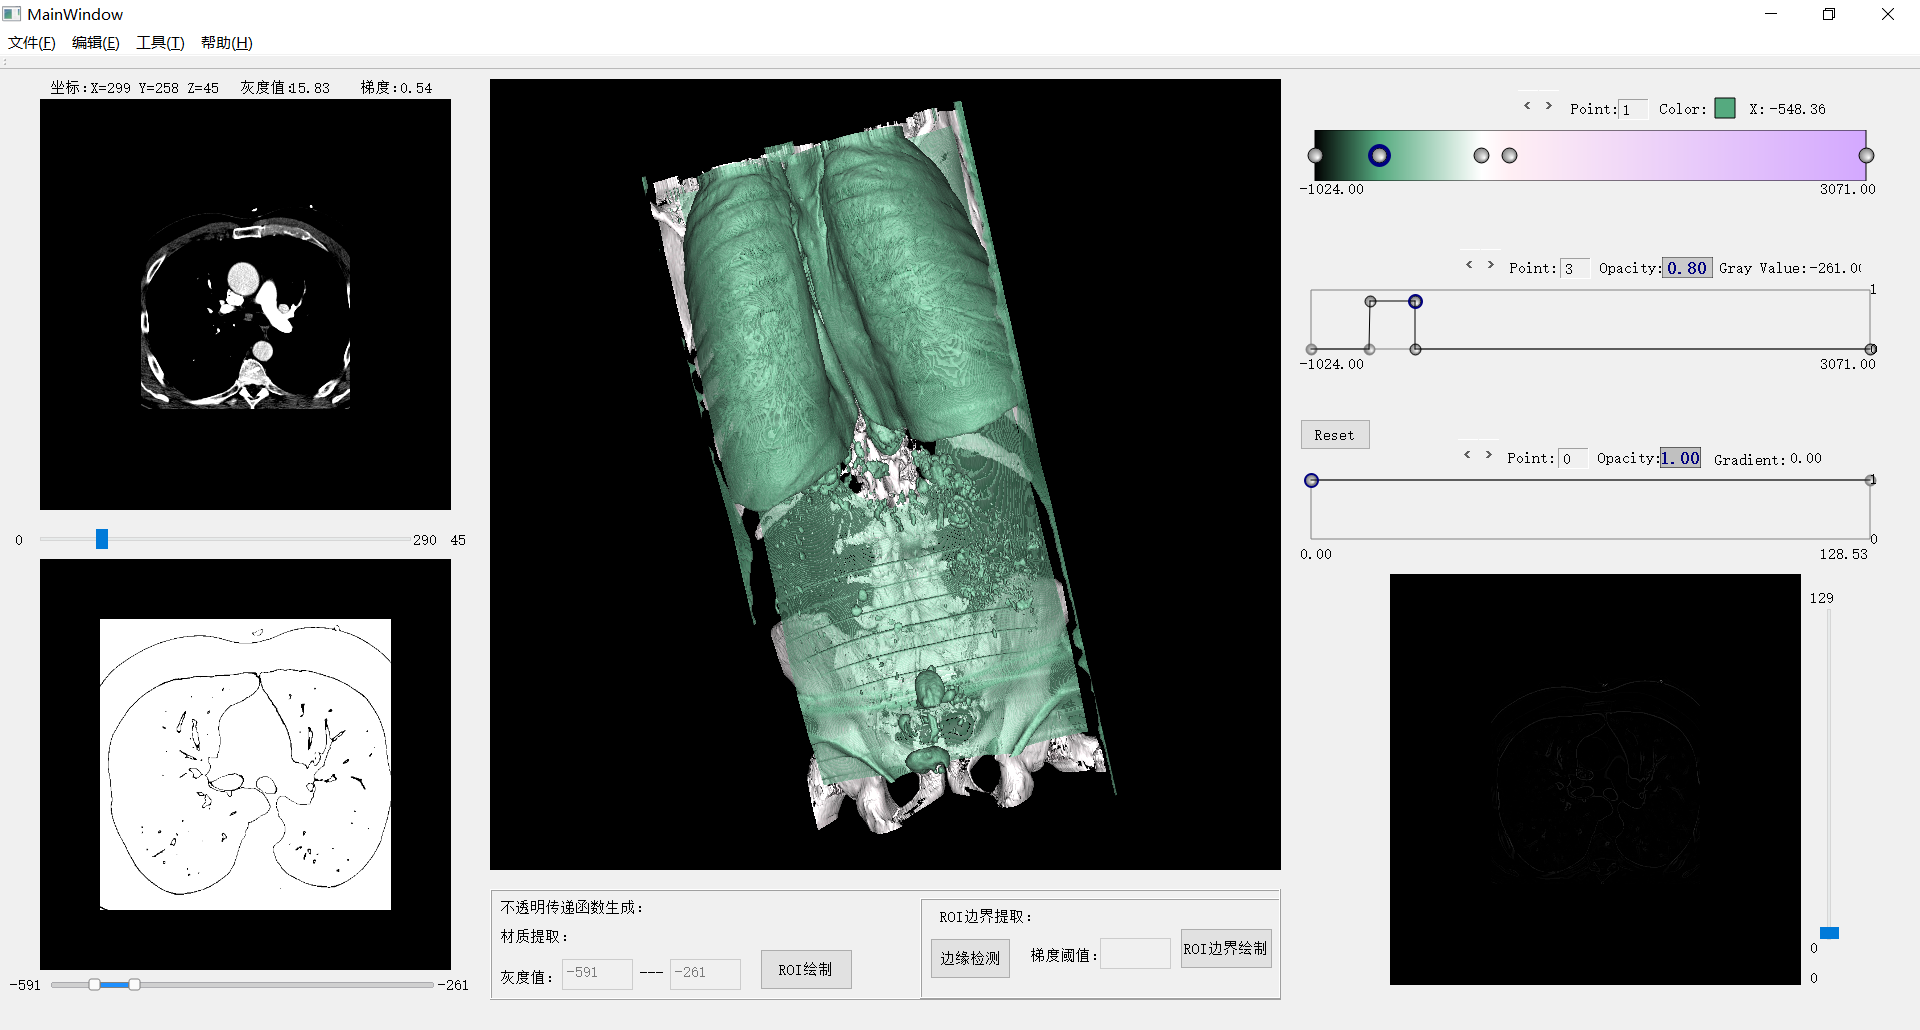 MainWindow
文件(F) 编辑(E) 工具(T) 帮助(H)
坐标:X=299 Y=258 Z=45 灰度值:15.83 梯度:0.54
0 290 45
-591 -261
不透明传递函数生成:
材质提取:
灰度值: -591 --- -261 ROI绘制
ROI边界提取:
边缘检测 梯度阈值: ROI边界绘制
< > Point: 1 Color: X: -548.36
-1024.00 3071.00
< > Point: 3 Opacity: 0.80 Gray Value:-261.00
1
0
-1024.00 3071.00
Reset
< > Point: 0 Opacity: 1.00 Gradient: 0.00
1
0
0.00 128.53
129
0
0